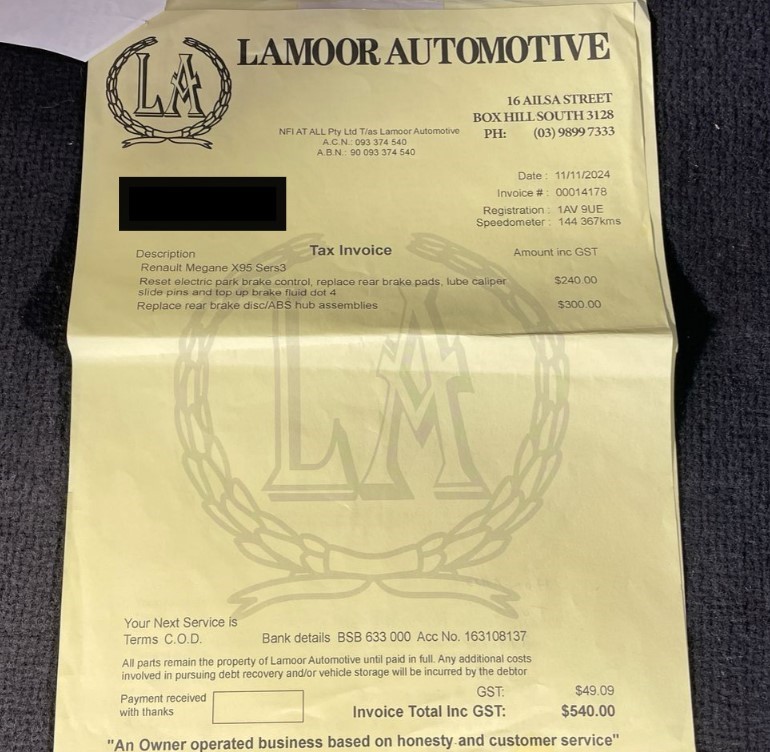 LA
LAMOOR AUTOMOTIVE
16 AILSA STREET
BOX HILL SOUTH 3128
PH: (03) 9899 7333
NFI AT ALL Pty Ltd T/as Lamoor Automotive
A.C.N.: 093 374 540
A.B.N.: 90 093 374 540
Date : 11/11/2024
Invoice # : 00014178
Registration : 1AV 9UE
Speedometer : 144 367kms
Tax Invoice
Description Amount inc GST
Renault Megane X95 Sers3
Reset electric park brake control, replace rear brake pads, lube caliper $240.00
slide pins and top up brake fluid dot 4
Replace rear brake disc/ABS hub assemblies $300.00
LA
Your Next Service is
Terms C.O.D. Bank details BSB 633 000 Acc No. 163108137
All parts remain the property of Lamoor Automotive until paid in full. Any additional costs
involved in pursuing debt recovery and/or vehicle storage will be incurred by the debtor
Payment received
with thanks
GST: $49.09
Invoice Total Inc GST: $540.00
"An Owner operated business based on honesty and customer service"